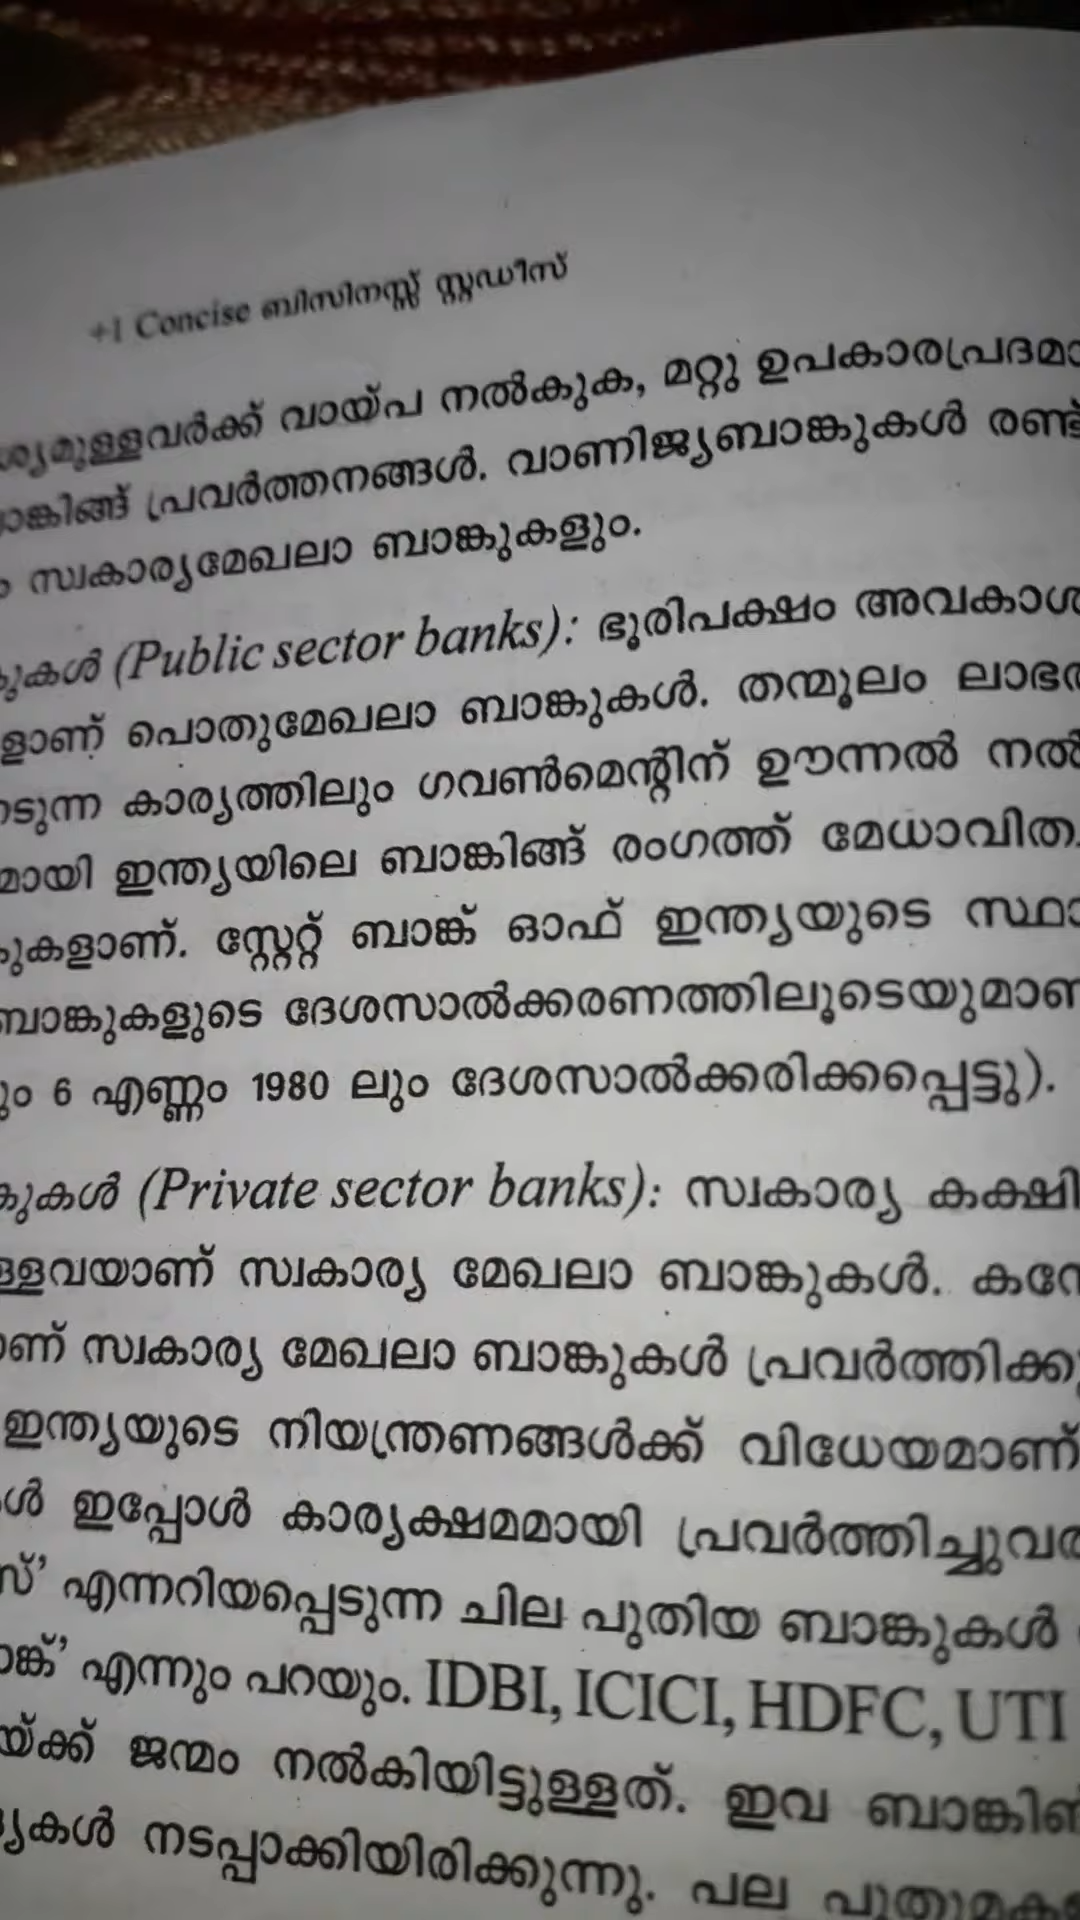 +1 Concise ബിസിനസ്സ് സ്റ്റഡീസ്
ശ്യമുള്ളവർക്ക് വായ്പ നൽകുക, മറ്റു ഉപകാരപ്രദമാ
ാങ്കിങ്ങ് പ്രവർത്തനങ്ങൾ. വാണിജ്യബാങ്കുകൾ രണ്ട്
ം സ്വകാര്യമേഖലാ ബാങ്കുകളും.
കുകൾ (Public sector banks): ഭൂരിപക്ഷം അവകാശ
ളാണ് പൊതുമേഖലാ ബാങ്കുകൾ. തന്മൂലം ലാഭത
ടുന്ന കാര്യത്തിലും ഗവൺമെന്റിന് ഊന്നൽ നൽ
മായി ഇന്ത്യയിലെ ബാങ്കിങ്ങ് രംഗത്ത് മേധാവിത
കുകളാണ്. സ്റ്റേറ്റ് ബാങ്ക് ഓഫ് ഇന്ത്യയുടെ സ്ഥാ
ബാങ്കുകളുടെ ദേശസാൽക്കരണത്തിലൂടെയുമാണ
ും 6 എണ്ണം 1980 ലും ദേശസാൽക്കരിക്കപ്പെട്ടു).
കുകൾ (Private sector banks): സ്വകാര്യ കക്ഷി
ള്ളവയാണ് സ്വകാര്യ മേഖലാ ബാങ്കുകൾ. കമ്പോ
ാണ് സ്വകാര്യ മേഖലാ ബാങ്കുകൾ പ്രവർത്തിക്കു
ഇന്ത്യയുടെ നിയന്ത്രണങ്ങൾക്ക് വിധേയമാണ്
ൾ ഇപ്പോൾ കാര്യക്ഷമമായി പ്രവർത്തിച്ചുവര
സ്' എന്നറിയപ്പെടുന്ന ചില പുതിയ ബാങ്കുകൾ
ാങ്ക്' എന്നും പറയും. IDBI, ICICI, HDFC, UTI
യ്ക്ക് ജന്മം നൽകിയിട്ടുള്ളത്. ഇവ ബാങ്കിങ്
ദ്യകൾ നടപ്പാക്കിയിരിക്കുന്നു. പല പുതുമക